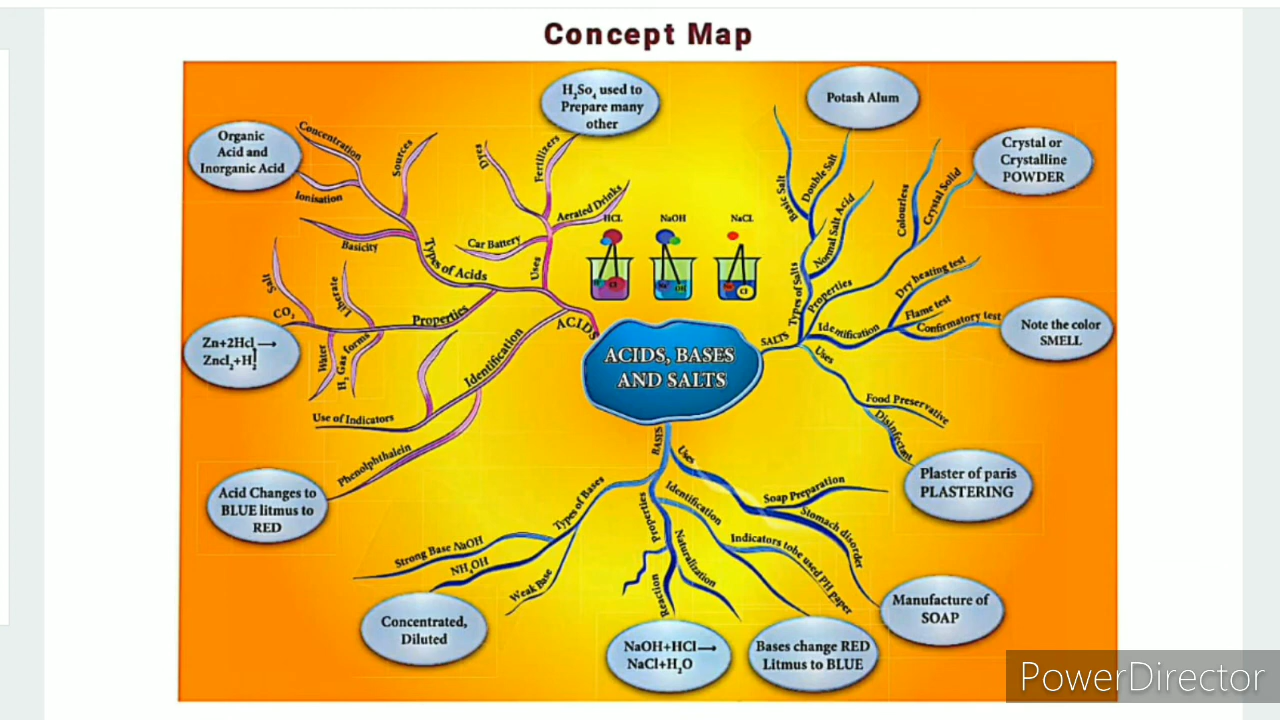 Concept Map
H₂So₄ used to
Prepare many
other
Potash Alum
Organic
Acid and
Inorganic Acid
Crystal or
Crystalline
POWDER
Concentration
Ionisation
Sources
Basicity
Types of Acids
Dyes
Fertilizers
Aerated Drinks
Car Battery
Uses
HCL
NaOH
NaCL
Cl
Na
OH
Cl
Basic Salt
Double Salt
Normal Salt Acid
Types of Salts
Colourless
Crystal Solid
Properties
Dry heating test
Flame test
Confirmatory test
Identification
Note the color
SMELL
Salt
CO₂
Liberate
Water
H₂ Gas forms
Properties
Zn+2Hcl→
Zncl₂+H₂↑
ACIDS
Identification
Use of Indicators
Phenolphthalein
Acid Changes to
BLUE litmus to
RED
ACIDS, BASES
AND SALTS
SALTS
Uses
Food Preservative
Disinfectant
Plaster of paris
PLASTERING
BASIS
Uses
Soap Preparation
Stomach disorder
Manufacture of
SOAP
Types of Bases
Strong Base NaOH
NH₄OH
Weak Base
Concentrated,
Diluted
Properties
Reaction
Naturalization
NaOH+HCl→
NaCl+H₂O
Identification
Indicators tobe used PH paper
Bases change RED
Litmus to BLUE
PowerDirector